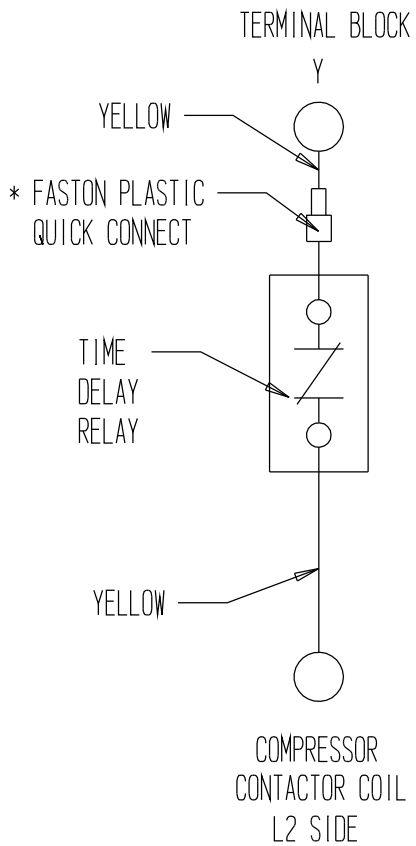 TERMINAL BLOCK
Y
YELLOW
* FASTON PLASTIC
QUICK CONNECT
TIME
DELAY
RELAY
YELLOW
COMPRESSOR
CONTACTOR COIL
L2 SIDE